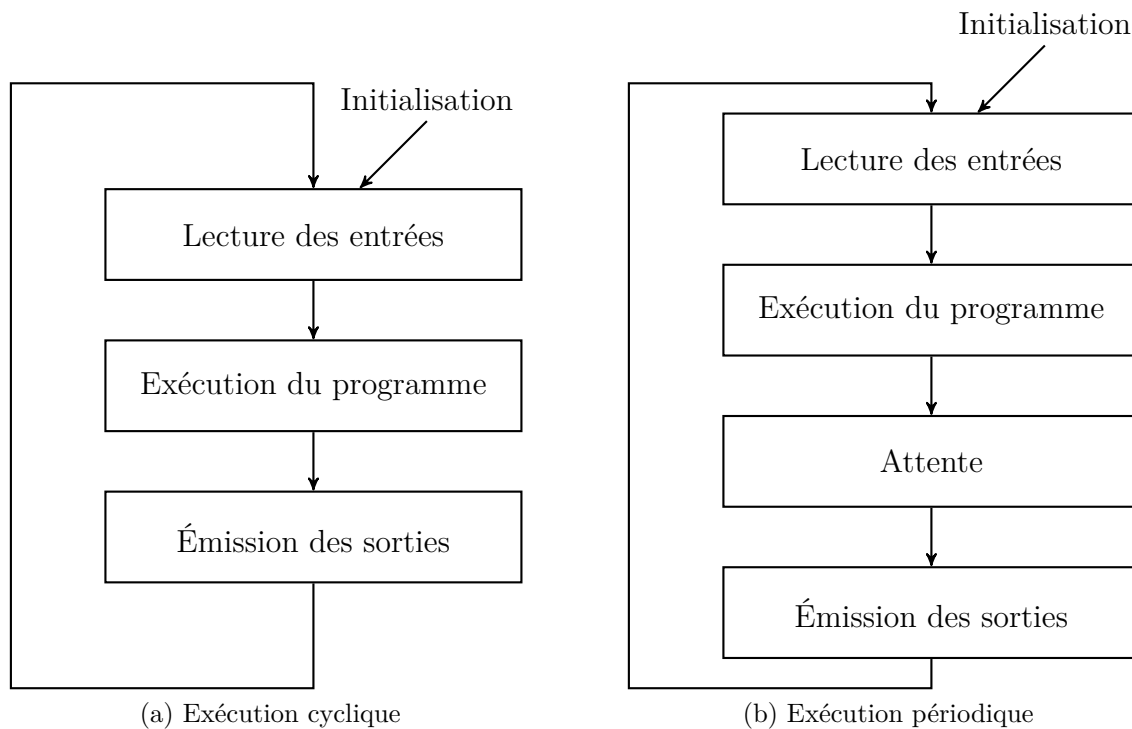 Initialisation
Lecture des entrées
Exécution du programme
Émission des sorties
(a) Exécution cyclique
Initialisation
Lecture des entrées
Exécution du programme
Attente
Émission des sorties
(b) Exécution périodique